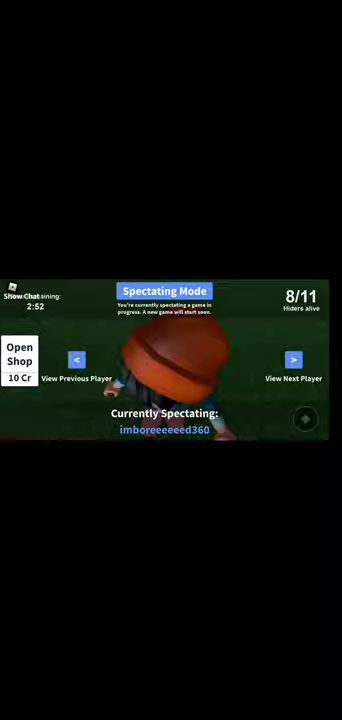 Spectating Mode
You're currently spectating a game in
progress. A new game will start soon.
Show Chat
aining:
2:52
8/11
Hiders alive
Open
Shop
10 Cr
<
View Previous Player
>
View Next Player
Currently Spectating:
imboreeeeeed360